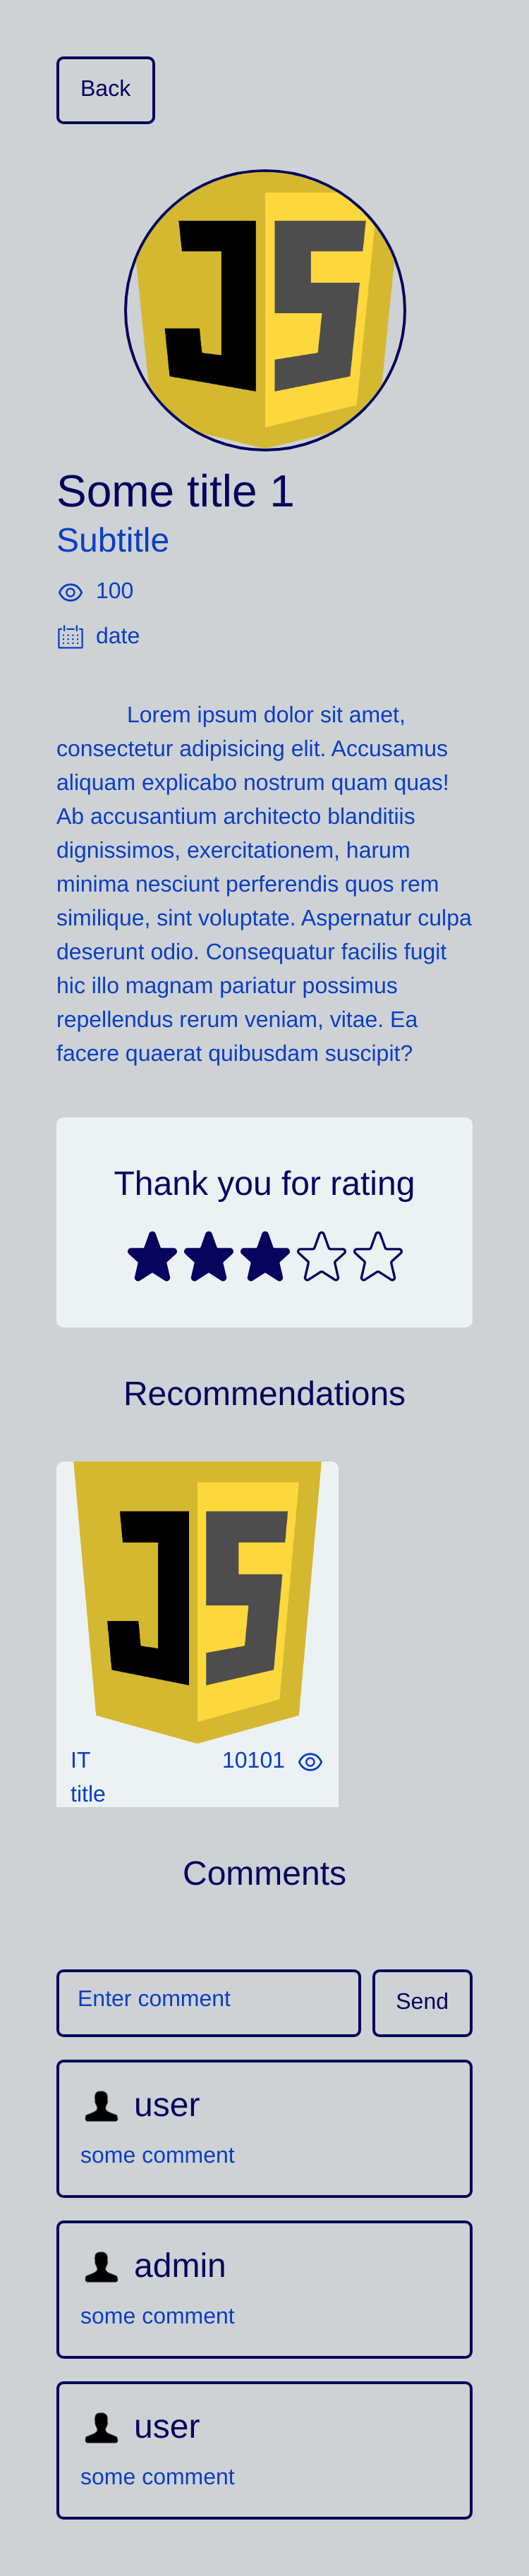 Back
JS
Some title 1
Subtitle
100
date
Lorem ipsum dolor sit amet,
consectetur adipisicing elit. Accusamus
aliquam explicabo nostrum quam quas!
Ab accusantium architecto blanditiis
dignissimos, exercitationem, harum
minima nesciunt perferendis quos rem
similique, sint voluptate. Aspernatur culpa
deserunt odio. Consequatur facilis fugit
hic illo magnam pariatur possimus
repellendus rerum veniam, vitae. Ea
facere quaerat quibusdam suscipit?
Thank you for rating
Recommendations
JS
IT 10101
title
Comments
Enter comment Send
user
some comment
admin
some comment
user
some comment